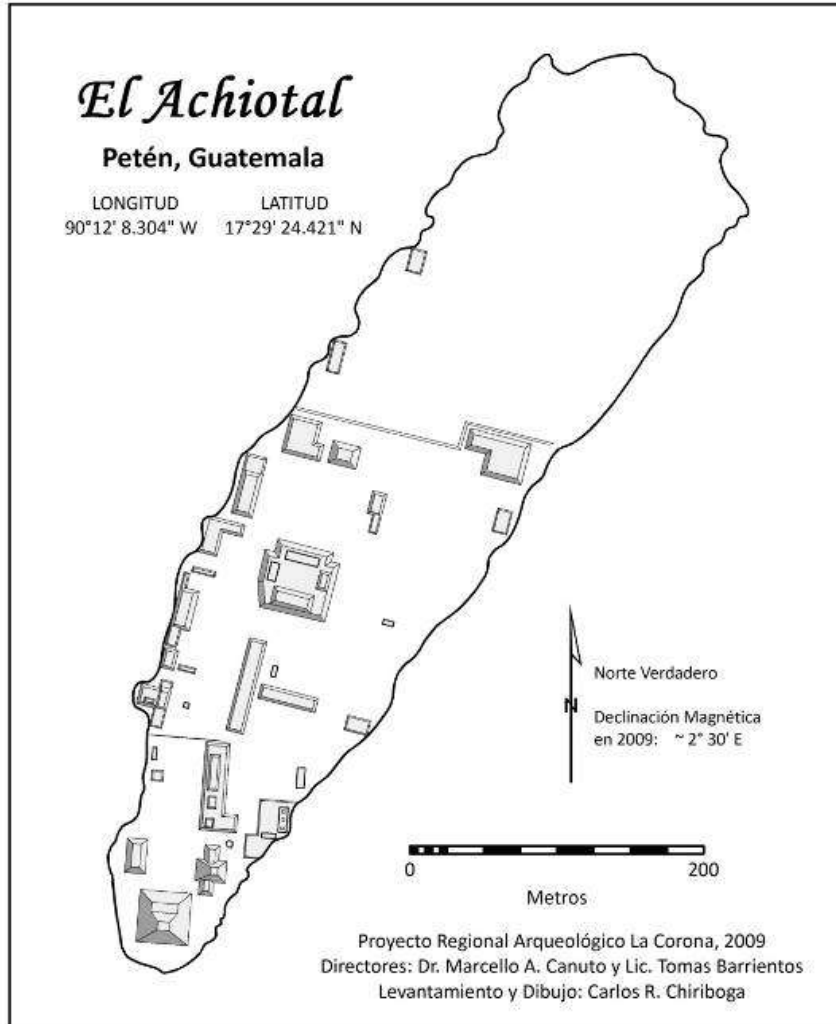 El Achiotal
Petén, Guatemala
LONGITUD LATITUD
90°12' 8.304" W 17°29' 24.421" N
Norte Verdadero
N
Declinación Magnética
en 2009: ~ 2° 30' E
0 200
Metros
Proyecto Regional Arqueológico La Corona, 2009
Directores: Dr. Marcello A. Canuto y Lic. Tomas Barrientos
Levantamiento y Dibujo: Carlos R. Chiriboga